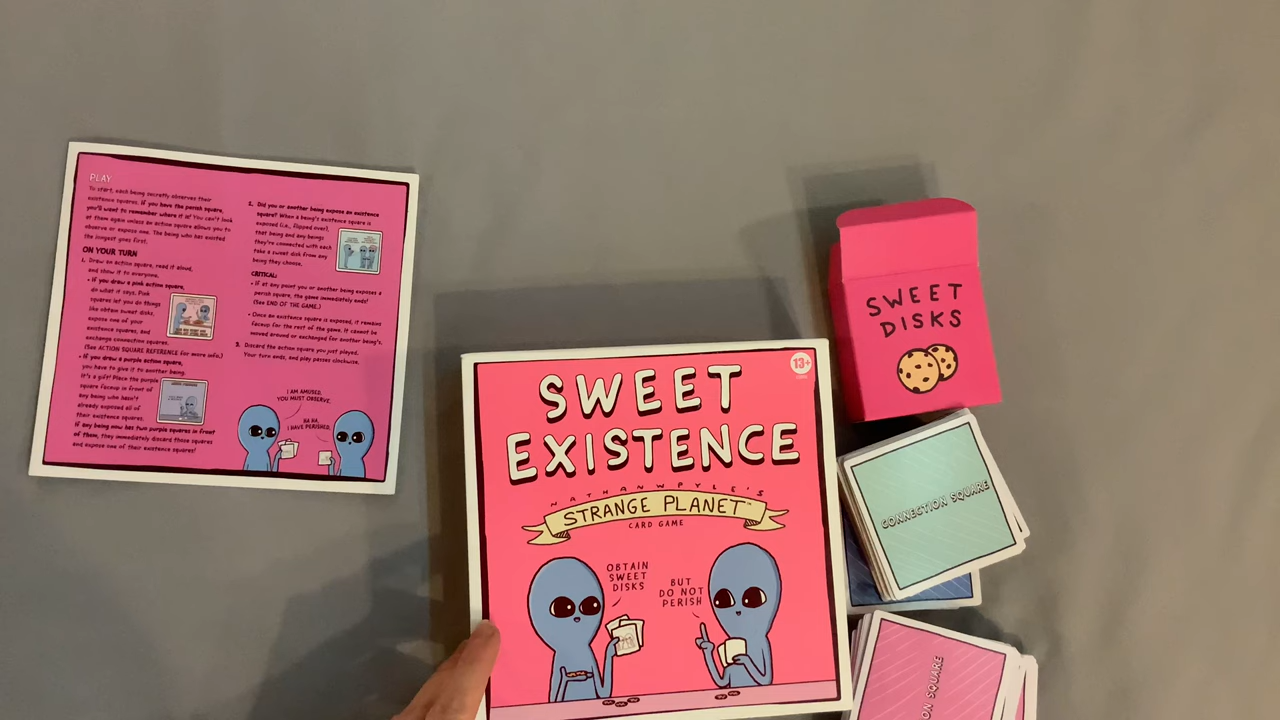 PLAY
To start, each being secretly observes their
existence squares. If you have the perish square,
you'll want to remember where it is! You can't look
at them again unless an action square allows you to
observe or expose one. The being who has existed
the longest goes first.
ON YOUR TURN
1. Draw an action square, read it aloud,
and show it to everyone.
• If you draw a pink action square,
do what it says. Pink
squares let you do things
like obtain sweet disks,
expose one of your
existence squares, and
exchange connection squares.
(See ACTION SQUARE REFERENCE for more info.)
• If you draw a purple action square,
you have to give it to another being.
It's a gift! Place the purple
square faceup in front of
any being who hasn't
already exposed all of
their existence squares.
If any being now has two purple squares in front
of them, they immediately discard those squares
and expose one of their existence squares!
2. Did you or another being expose an existence
square? When a being's existence square is
exposed (i.e., flipped over),
that being and any beings
they're connected with each
take a sweet disk from any
being they choose.
CRITICAL:
• If at any point you or another being exposes a
perish square, the game immediately ends!
(See END OF THE GAME.)
• Once an existence square is exposed, it remains
faceup for the rest of the game. It cannot be
moved around or exchanged for another being's.
3. Discard the action square you just played.
Your turn ends, and play passes clockwise.
I AM AMUSED.
YOU MUST OBSERVE.
HA HA.
I HAVE PERISHED.
SWEET
DISKS
13+
SWEET
EXISTENCE
NATHAN W PYLE'S
STRANGE PLANET™
CARD GAME
OBTAIN
SWEET
DISKS
BUT
DO NOT
PERISH
CONNECTION SQUARE
ON SQUARE